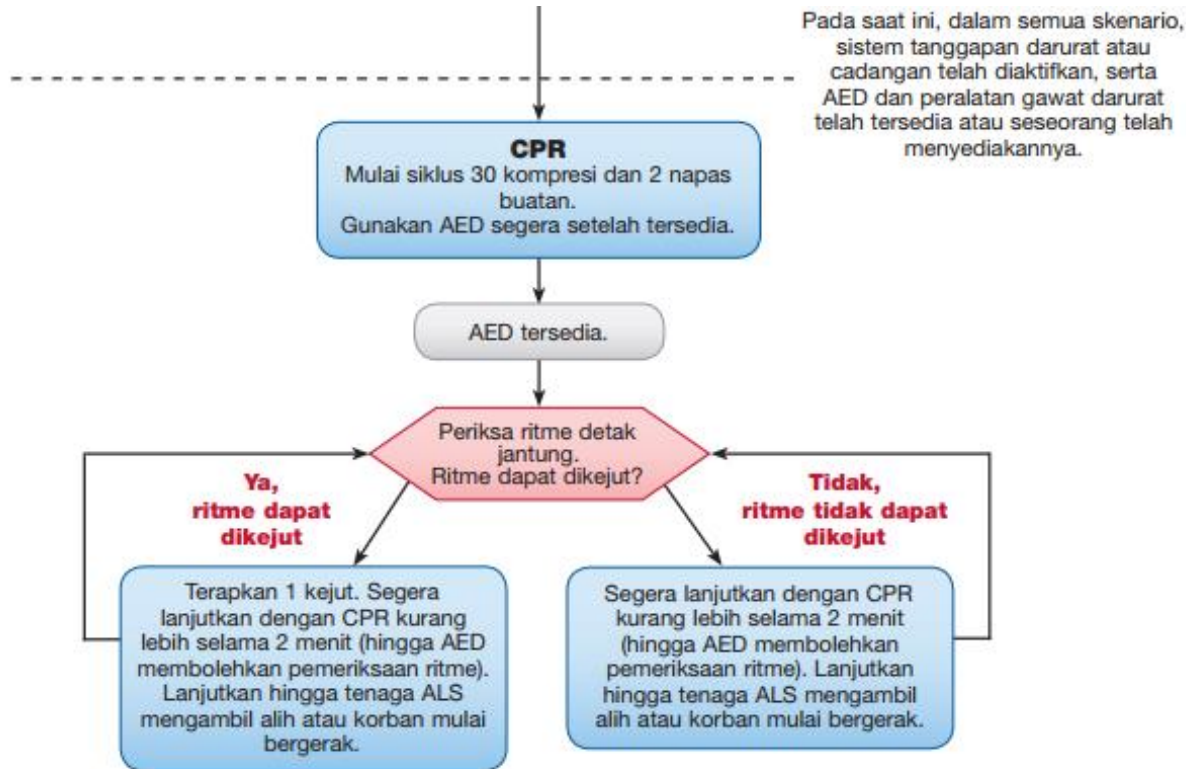 Pada saat ini, dalam semua skenario,
sistem tanggapan darurat atau
cadangan telah diaktifkan, serta
AED dan peralatan gawat darurat
telah tersedia atau seseorang telah
menyediakannya.
CPR
Mulai siklus 30 kompresi dan 2 napas
buatan.
Gunakan AED segera setelah tersedia.
AED tersedia.
Periksa ritme detak
jantung.
Ritme dapat dikejut?
Ya,
ritme dapat
dikejut
Tidak,
ritme tidak dapat
dikejut
Terapkan 1 kejut. Segera
lanjutkan dengan CPR kurang
lebih selama 2 menit (hingga AED
membolehkan pemeriksaan ritme).
Lanjutkan hingga tenaga ALS
mengambil alih atau korban mulai
bergerak.
Segera lanjutkan dengan CPR
kurang lebih selama 2 menit
(hingga AED membolehkan
pemeriksaan ritme). Lanjutkan
hingga tenaga ALS mengambil
alih atau korban mulai bergerak.